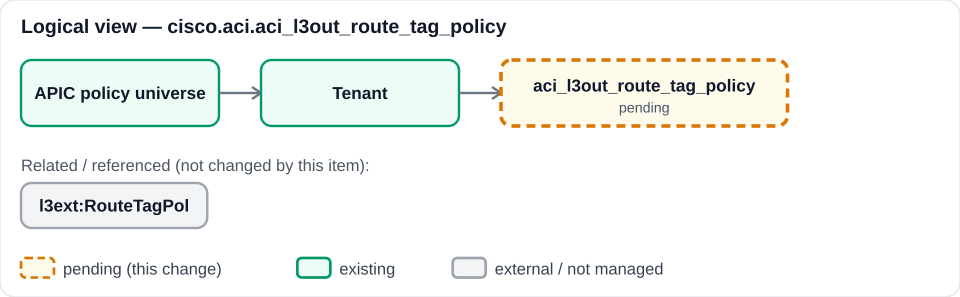 Logical view — cisco.aci.aci_l3out_route_tag_policy
APIC policy universe
Tenant
aci_l3out_route_tag_policy
pending
Related / referenced (not changed by this item):
l3ext:RouteTagPol
pending (this change)
existing
external / not managed